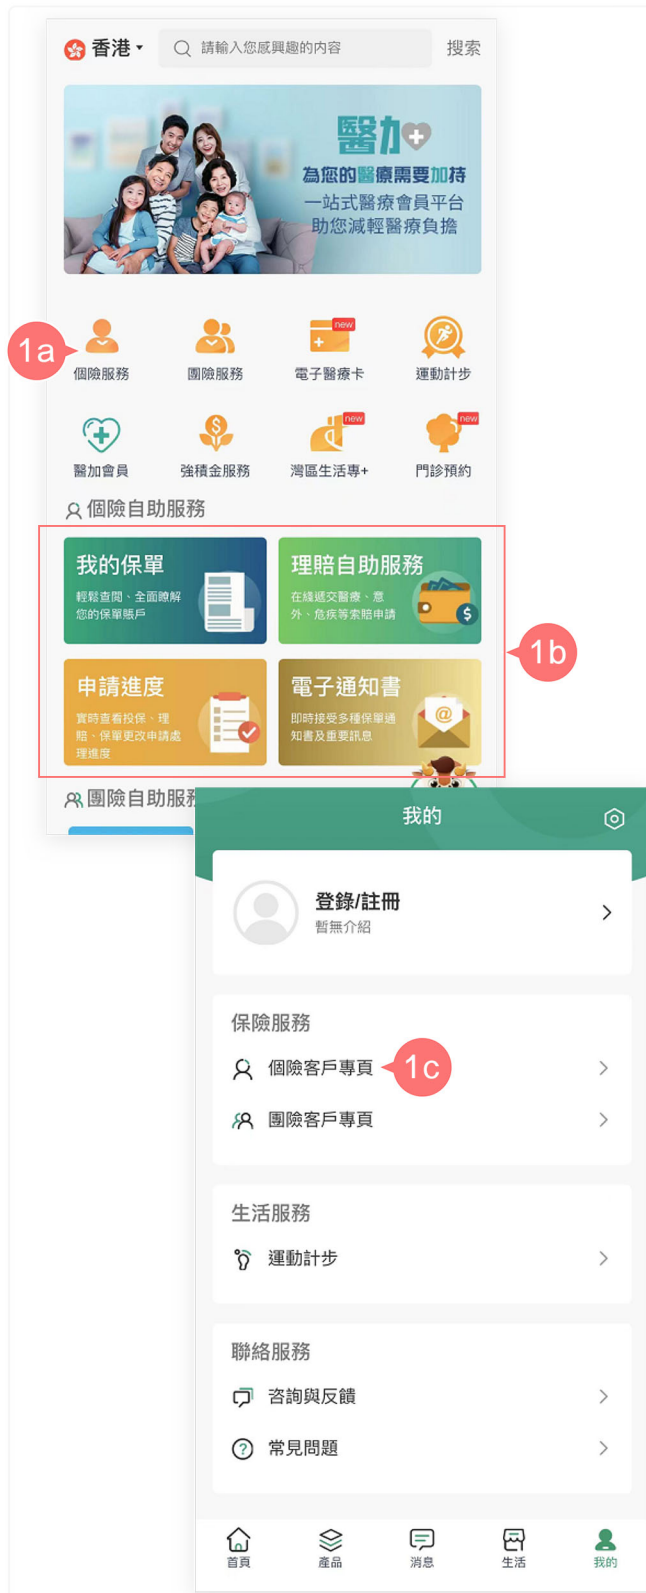 香港
請輸入您感興趣的內容
搜索
醫加
為您的醫療需要加持
一站式醫療會員平台
助您減輕醫療負擔
1a
new
個險服務
團險服務
電子醫療卡
運動計步
new
new
醫加會員
強積金服務
灣區生活專+
門診預約
個險自助服務
我的保單
輕鬆查閱、全面瞭解
您的保單賬戶
理賠自助服務
在綫遞交醫療、意
外、危疾等索賠申請
$
1b
申請進度
實時查看投保、理
賠、保單更改申請處
理進度
電子通知書
即時接受多種保單通
知書及重要訊息
@
團險自助服務
我的
登錄/註冊
暫無介紹
保險服務
個險客戶專頁
1c
團險客戶專頁
生活服務
運動計步
聯絡服務
咨詢與反饋
常見問題
首頁
產品
消息
生活
我的